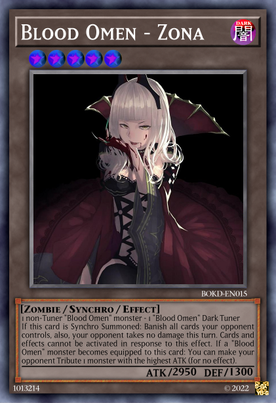 Blood Omen - Zona
DARK
BOKD-EN015
[Zombie / Synchro / Effect]
1 non-Tuner "Blood Omen" monster - 1 "Blood Omen" Dark Tuner
If this card is Synchro Summoned: Banish all cards your opponent
controls, also, your opponent takes no damage this turn. Cards and
effects cannot be activated in response to this effect. If a "Blood
Omen" monster becomes equipped to this card: You can make your
opponent Tribute 1 monster with the highest ATK (for no effect).
ATK/2950 DEF/1300
1013214
© 2022